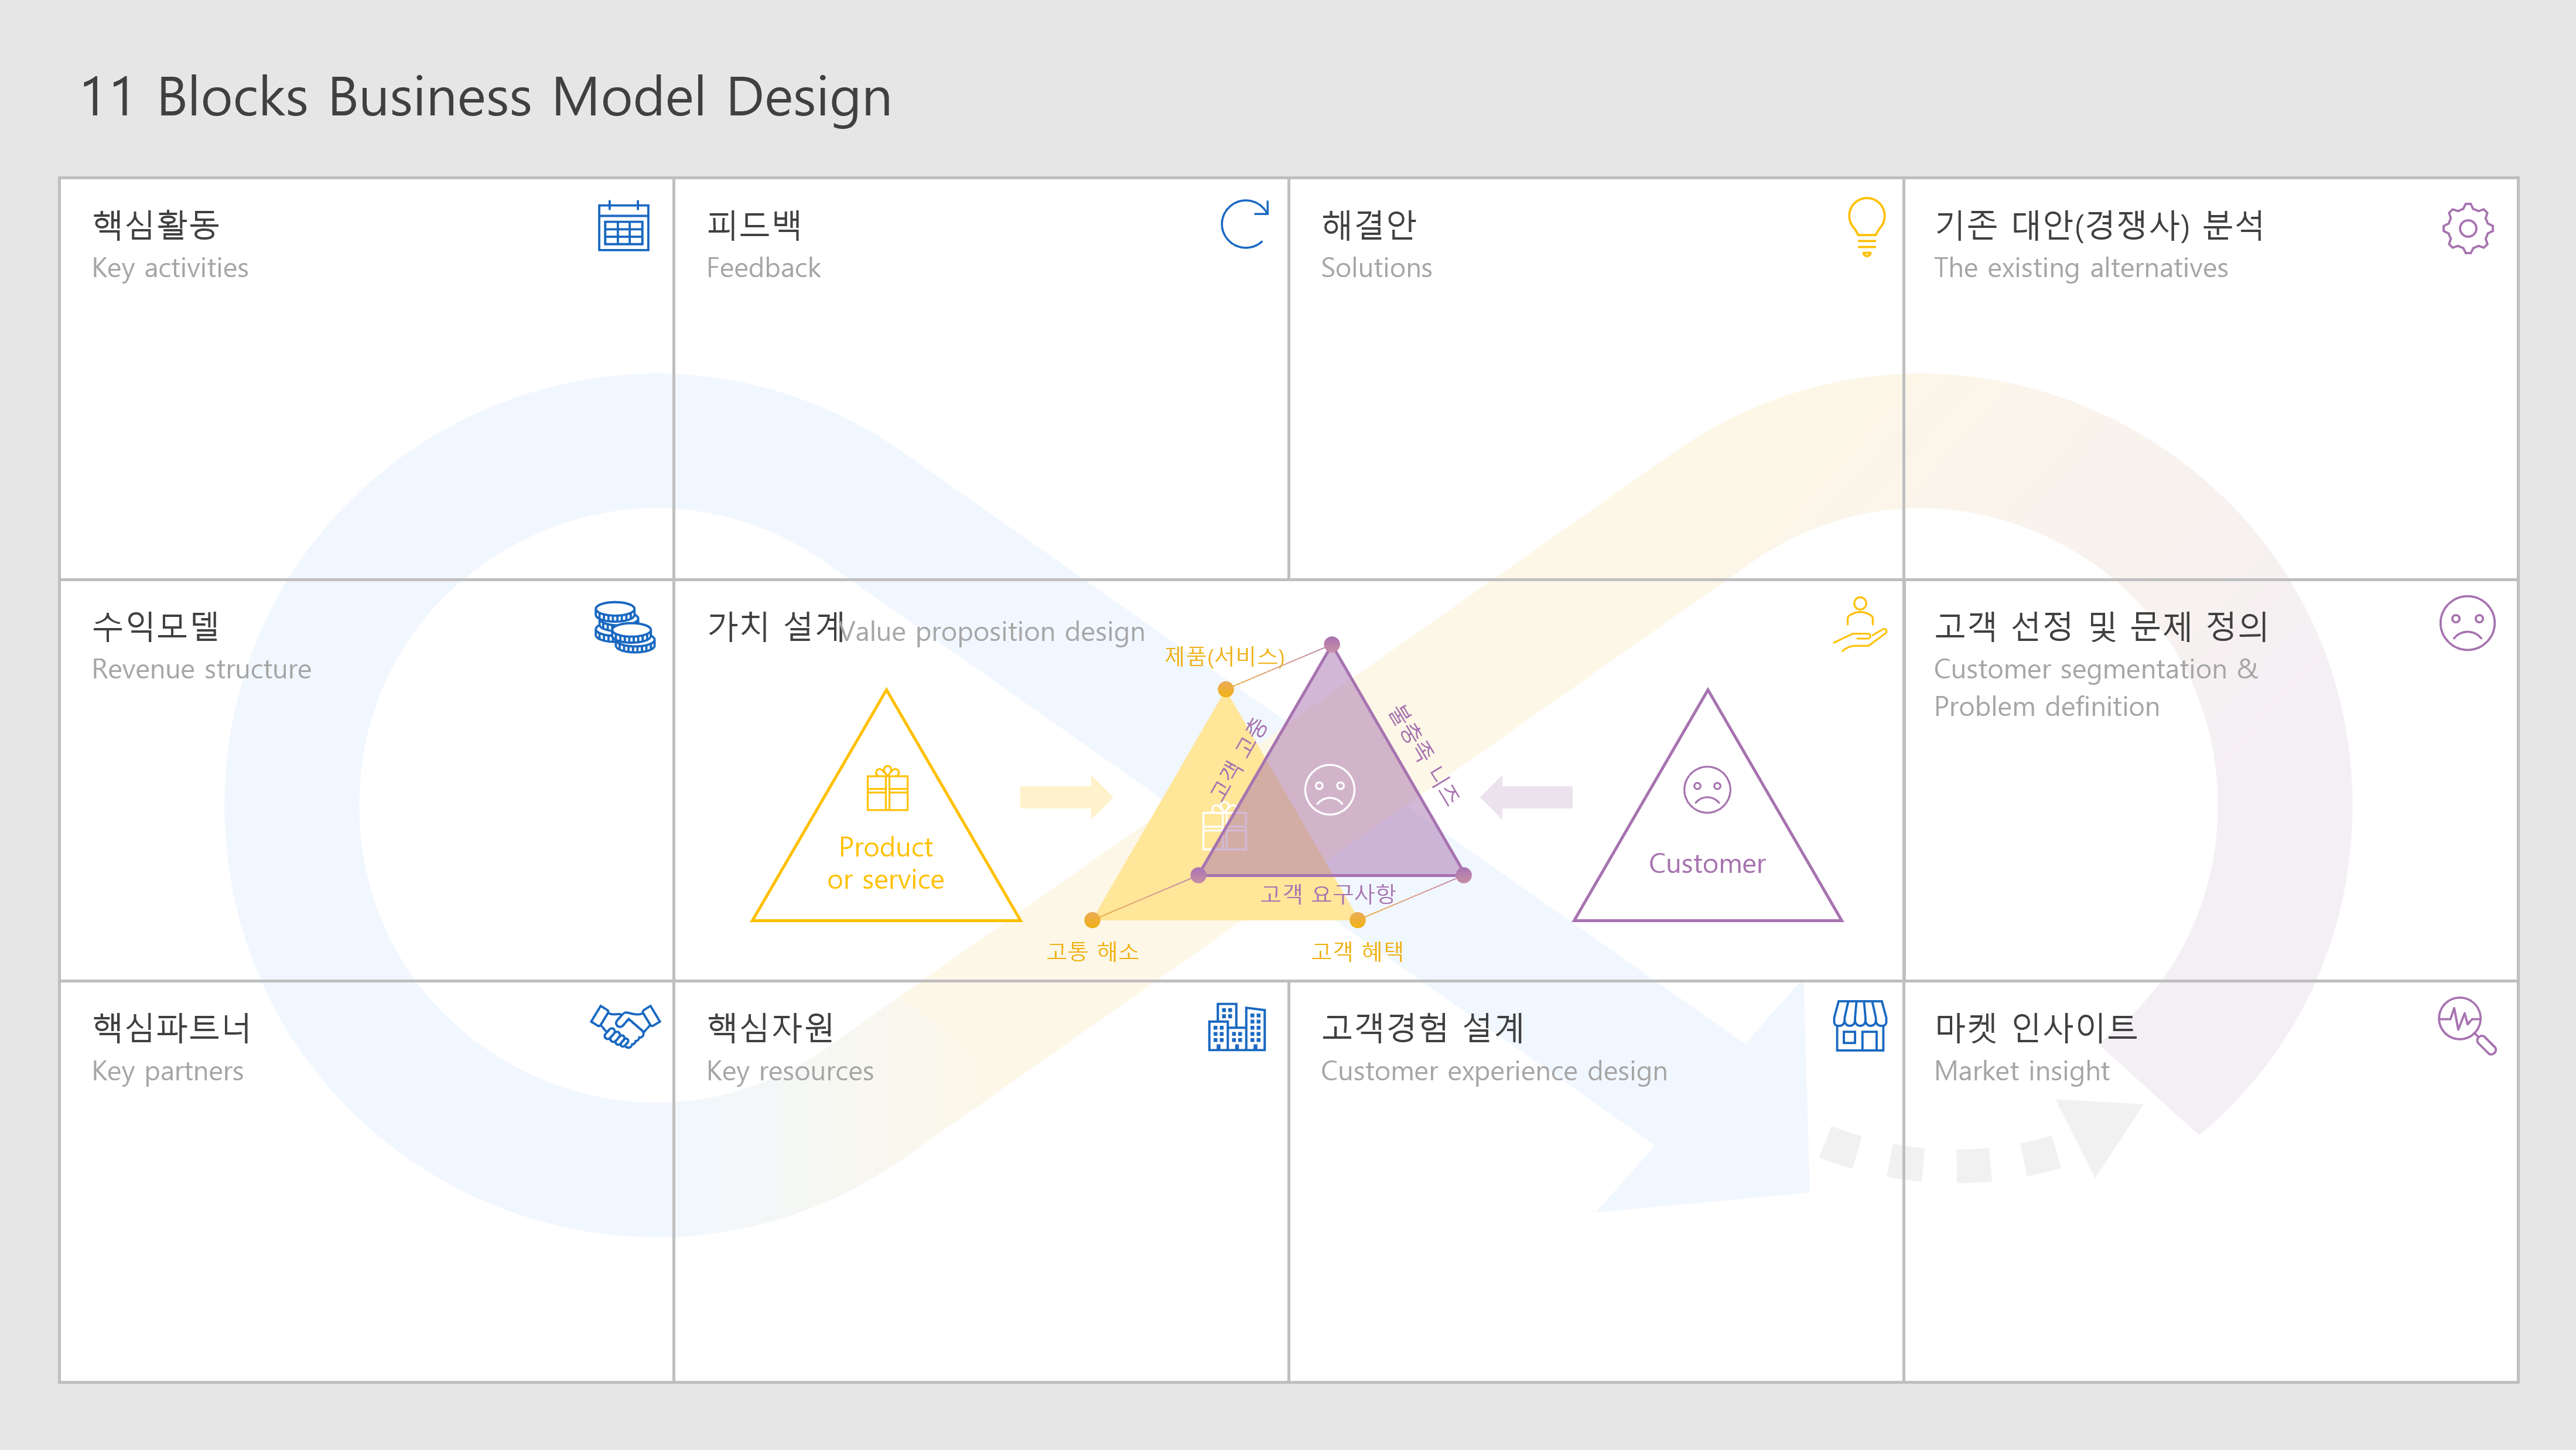 11 Blocks Business Model Design
핵심활동
Key activities
피드백
Feedback
해결안
Solutions
기존 대안(경쟁사) 분석
The existing alternatives
수익모델
Revenue structure
가치 설계
Value proposition design
제품(서비스)
고객 고충
불충족 니즈
Product
or service
고객 요구사항
고통 해소
고객 혜택
Customer
고객 선정 및 문제 정의
Customer segmentation &
Problem definition
핵심파트너
Key partners
핵심자원
Key resources
고객경험 설계
Customer experience design
마켓 인사이트
Market insight